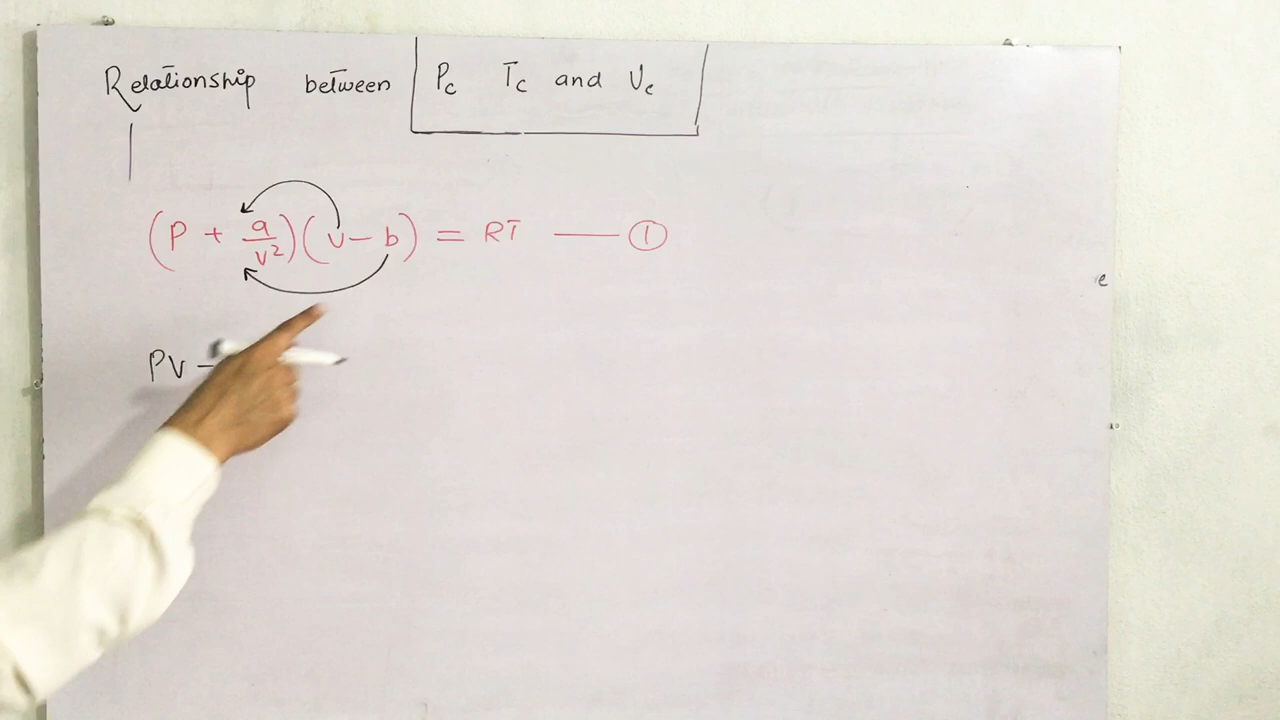 Relationship between Pc Tc and Vc
(P + a/v²)(v - b) = RT —— ①
PV -
e